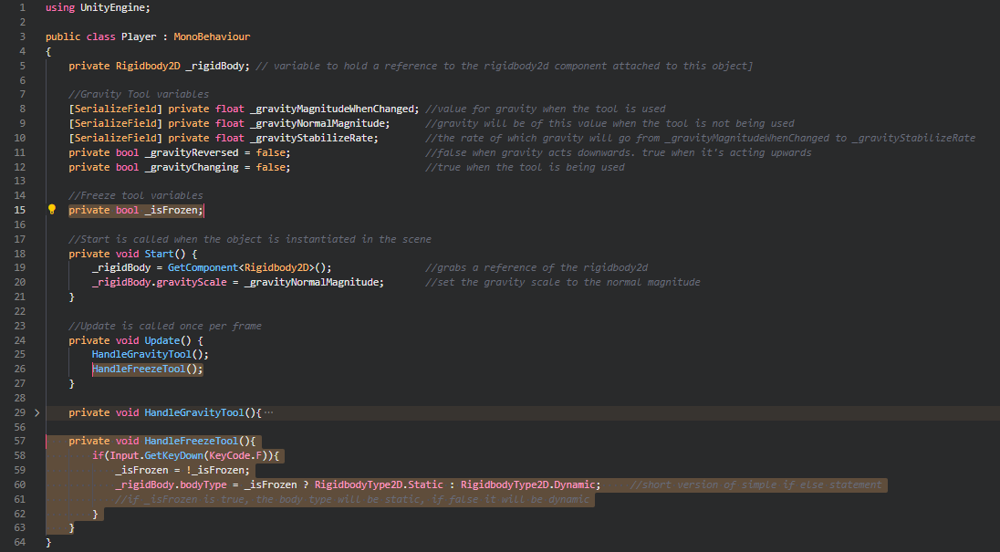 1 using UnityEngine;
2
3 public class Player : MonoBehaviour
4 {
5 private Rigidbody2D _rigidBody; // variable to hold a reference to the rigidbody2d component attached to this object]
6
7 //Gravity Tool variables
8 [SerializeField] private float _gravityMagnitudeWhenChanged; //value for gravity when the tool is used
9 [SerializeField] private float _gravityNormalMagnitude; //gravity will be of this value when the tool is not being used
10 [SerializeField] private float _gravityStabilizeRate; //the rate of which gravity will go from _gravityMagnitudeWhenChanged to _gravityStabilizeRate
11 private bool _gravityReversed = false; //false when gravity acts downwards. true when it's acting upwards
12 private bool _gravityChanging = false; //true when the tool is being used
13
14 //Freeze tool variables
15 private bool _isFrozen;
16
17 //Start is called when the object is instantiated in the scene
18 private void Start() {
19 _rigidBody = GetComponent<Rigidbody2D>(); //grabs a reference of the rigidbody2d
20 _rigidBody.gravityScale = _gravityNormalMagnitude; //set the gravity scale to the normal magnitude
21 }
22
23 //Update is called once per frame
24 private void Update() {
25 HandleGravityTool();
26 HandleFreezeTool();
27 }
28
29 private void HandleGravityTool(){ ···
56
57 private void HandleFreezeTool(){
58 if(Input.GetKeyDown(KeyCode.F)){
59 _isFrozen = !_isFrozen;
60 _rigidBody.bodyType = _isFrozen ? RigidbodyType2D.Static : RigidbodyType2D.Dynamic; //short version of simple if else statement
61 //if _isFrozen is true, the body type will be static, if false it will be dynamic
62 }
63 }
64 }